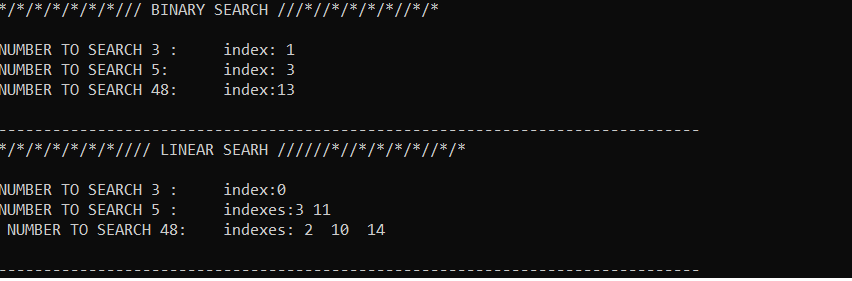 */*/*/*/*/*/*/// BINARY SEARCH ///*//*/*/*/*//*/*
NUMBER TO SEARCH 3 :     index: 1
NUMBER TO SEARCH 5:      index: 3
NUMBER TO SEARCH 48:     index:13
------------------------------------------------------------------------------
*/*/*/*/*/*/*//// LINEAR SEARH //////*//*/*/*/*//*/*
NUMBER TO SEARCH 3 :     index:0
NUMBER TO SEARCH 5 :     indexes:3 11
 NUMBER TO SEARCH 48:    indexes: 2  10  14
------------------------------------------------------------------------------